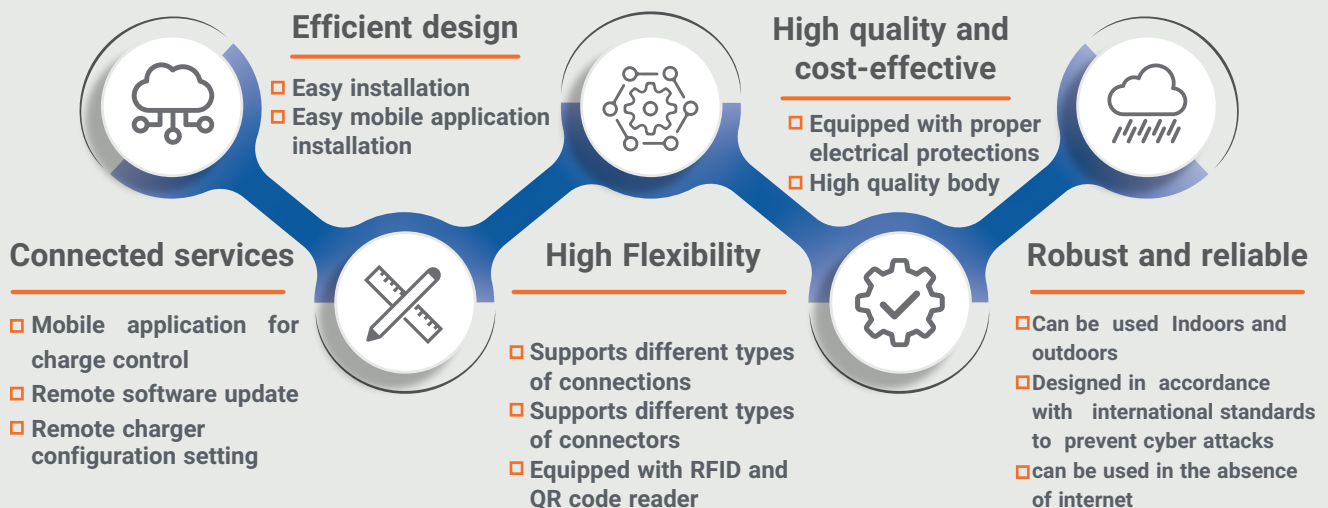 Connected services
Mobile application for
charge control
Remote software update
Remote charger
configuration setting
Efficient design
Easy installation
Easy mobile application
installation
High Flexibility
Supports different types
of connections
Supports different types
of connectors
Equipped with RFID and
QR code reader
High quality and
cost-effective
Equipped with proper
electrical protections
High quality body
Robust and reliable
Can be used Indoors and
outdoors
Designed in accordance
with international standards
to prevent cyber attacks
can be used in the absence
of internet